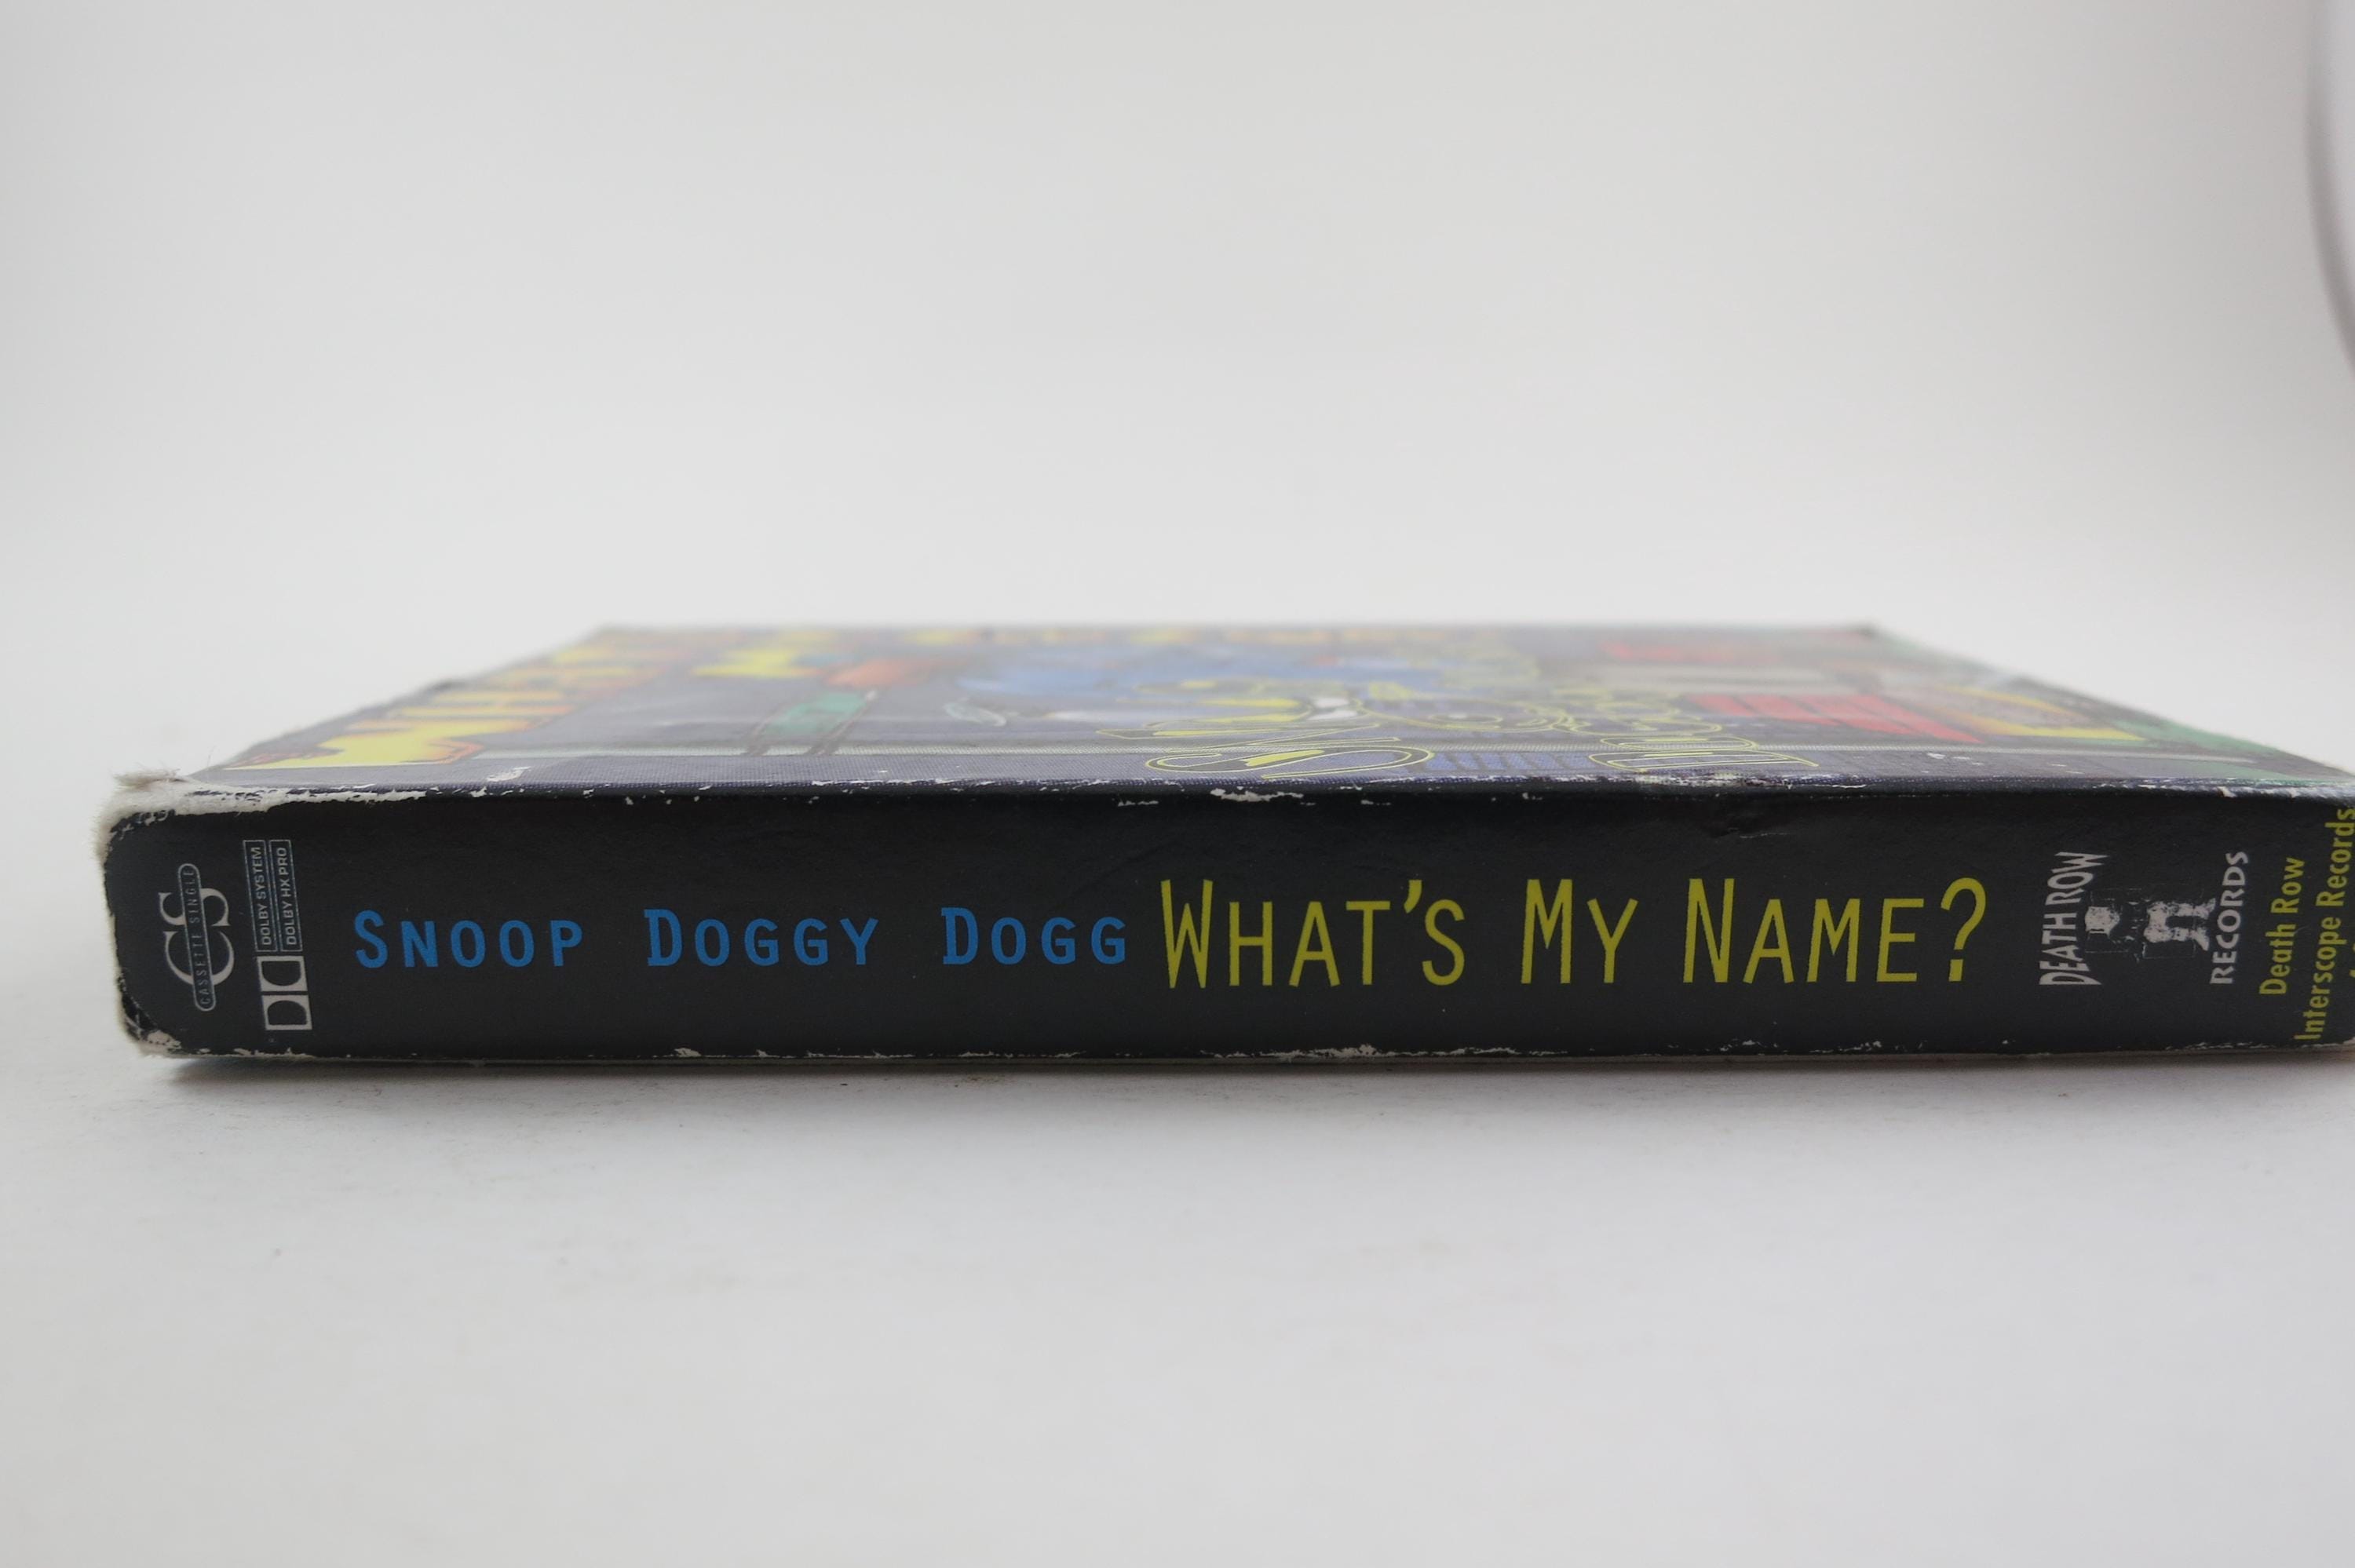 CS
CASSETTE SINGLE
DOLBY SYSTEM
DOLBY HX PRO
SNOOP DOGGY DOGG WHAT'S MY NAME?
DEATH ROW
RECORDS
Death Row
Interscope Records